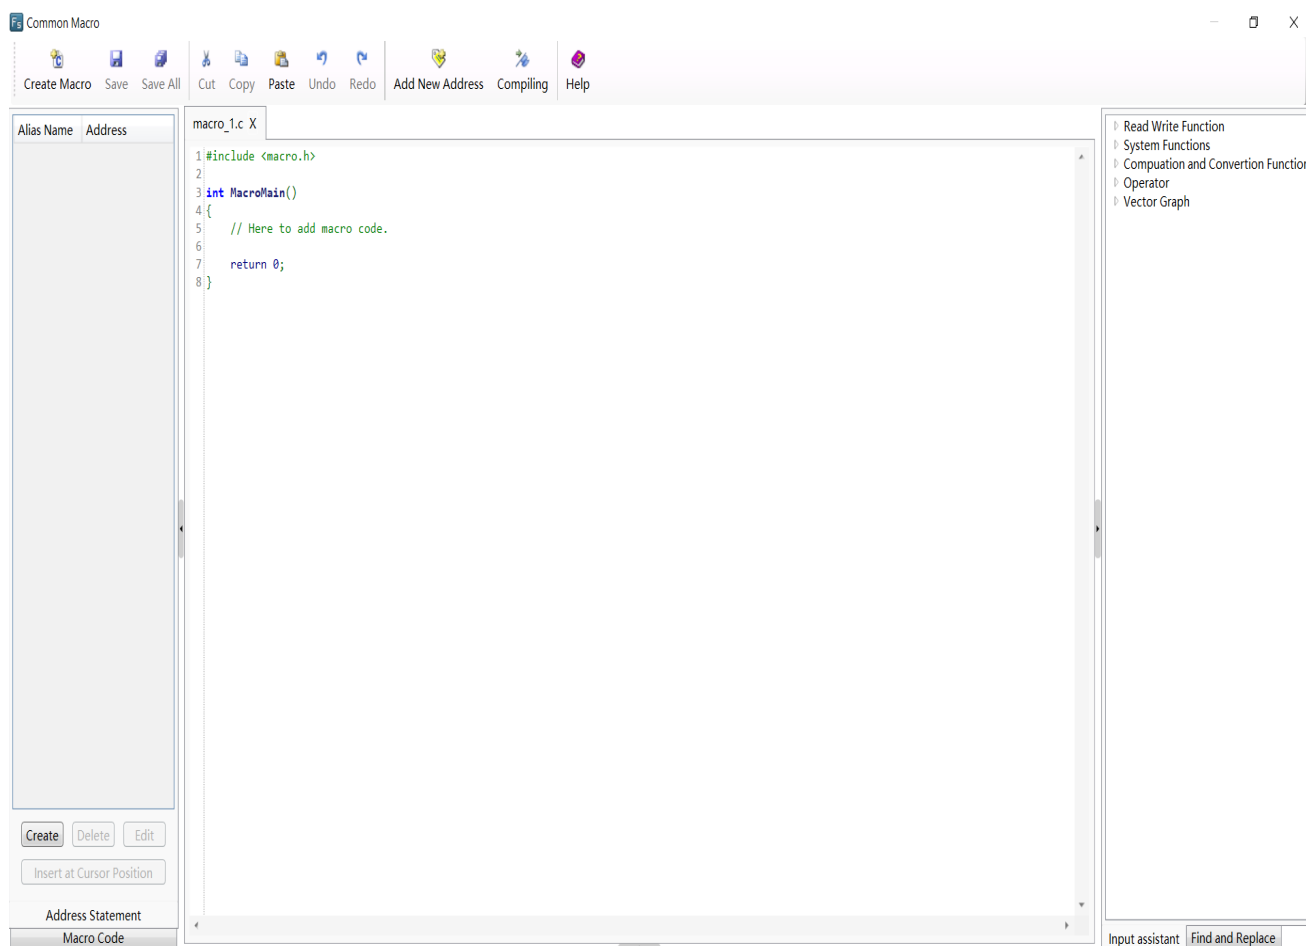 Fs Common Macro
Create Macro Save Save All Cut Copy Paste Undo Redo Add New Address Compiling Help
Alias Name Address
macro_1.c X
1 #include <macro.h>
2
3 int MacroMain()
4 {
5 // Here to add macro code.
6
7 return 0;
8 }
Read Write Function
System Functions
Compuation and Convertion Function
Operator
Vector Graph
Create Delete Edit
Insert at Cursor Position
Address Statement
Macro Code
Input assistant Find and Replace